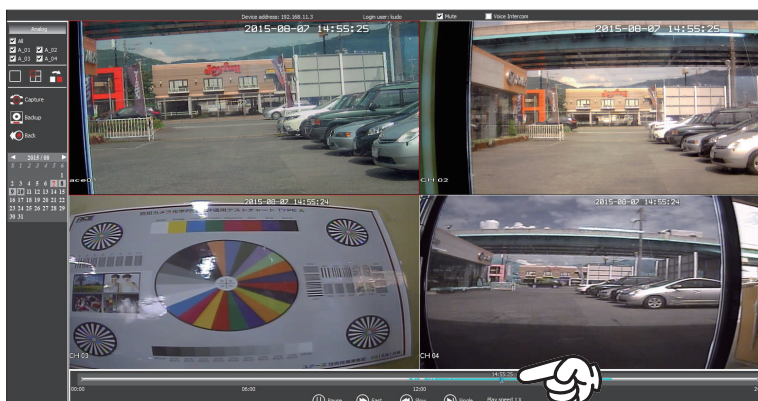 Device address: 192.168.11.3
Login user: kudo
Mute
Voice Intercom
Analog
All
A_01 A_02
A_03 A_04
Capture
Backup
Back
2015 / 08
1
2 3 4 5 6 7 8
9 10 11 12 13 14 15
16 17 18 19 20 21 22
23 24 25 26 27 28 29
30 31
2015-08-07 14:55:25
ace01
2015-08-07 14:55:25
CH 02
2015-08-07 14:55:24
CH 03
2015-08-07 14:55:24
CH 04
14:55:25
00:00
06:00
12:00
Pause
Fast
Slow
Single
Play speed 1 X